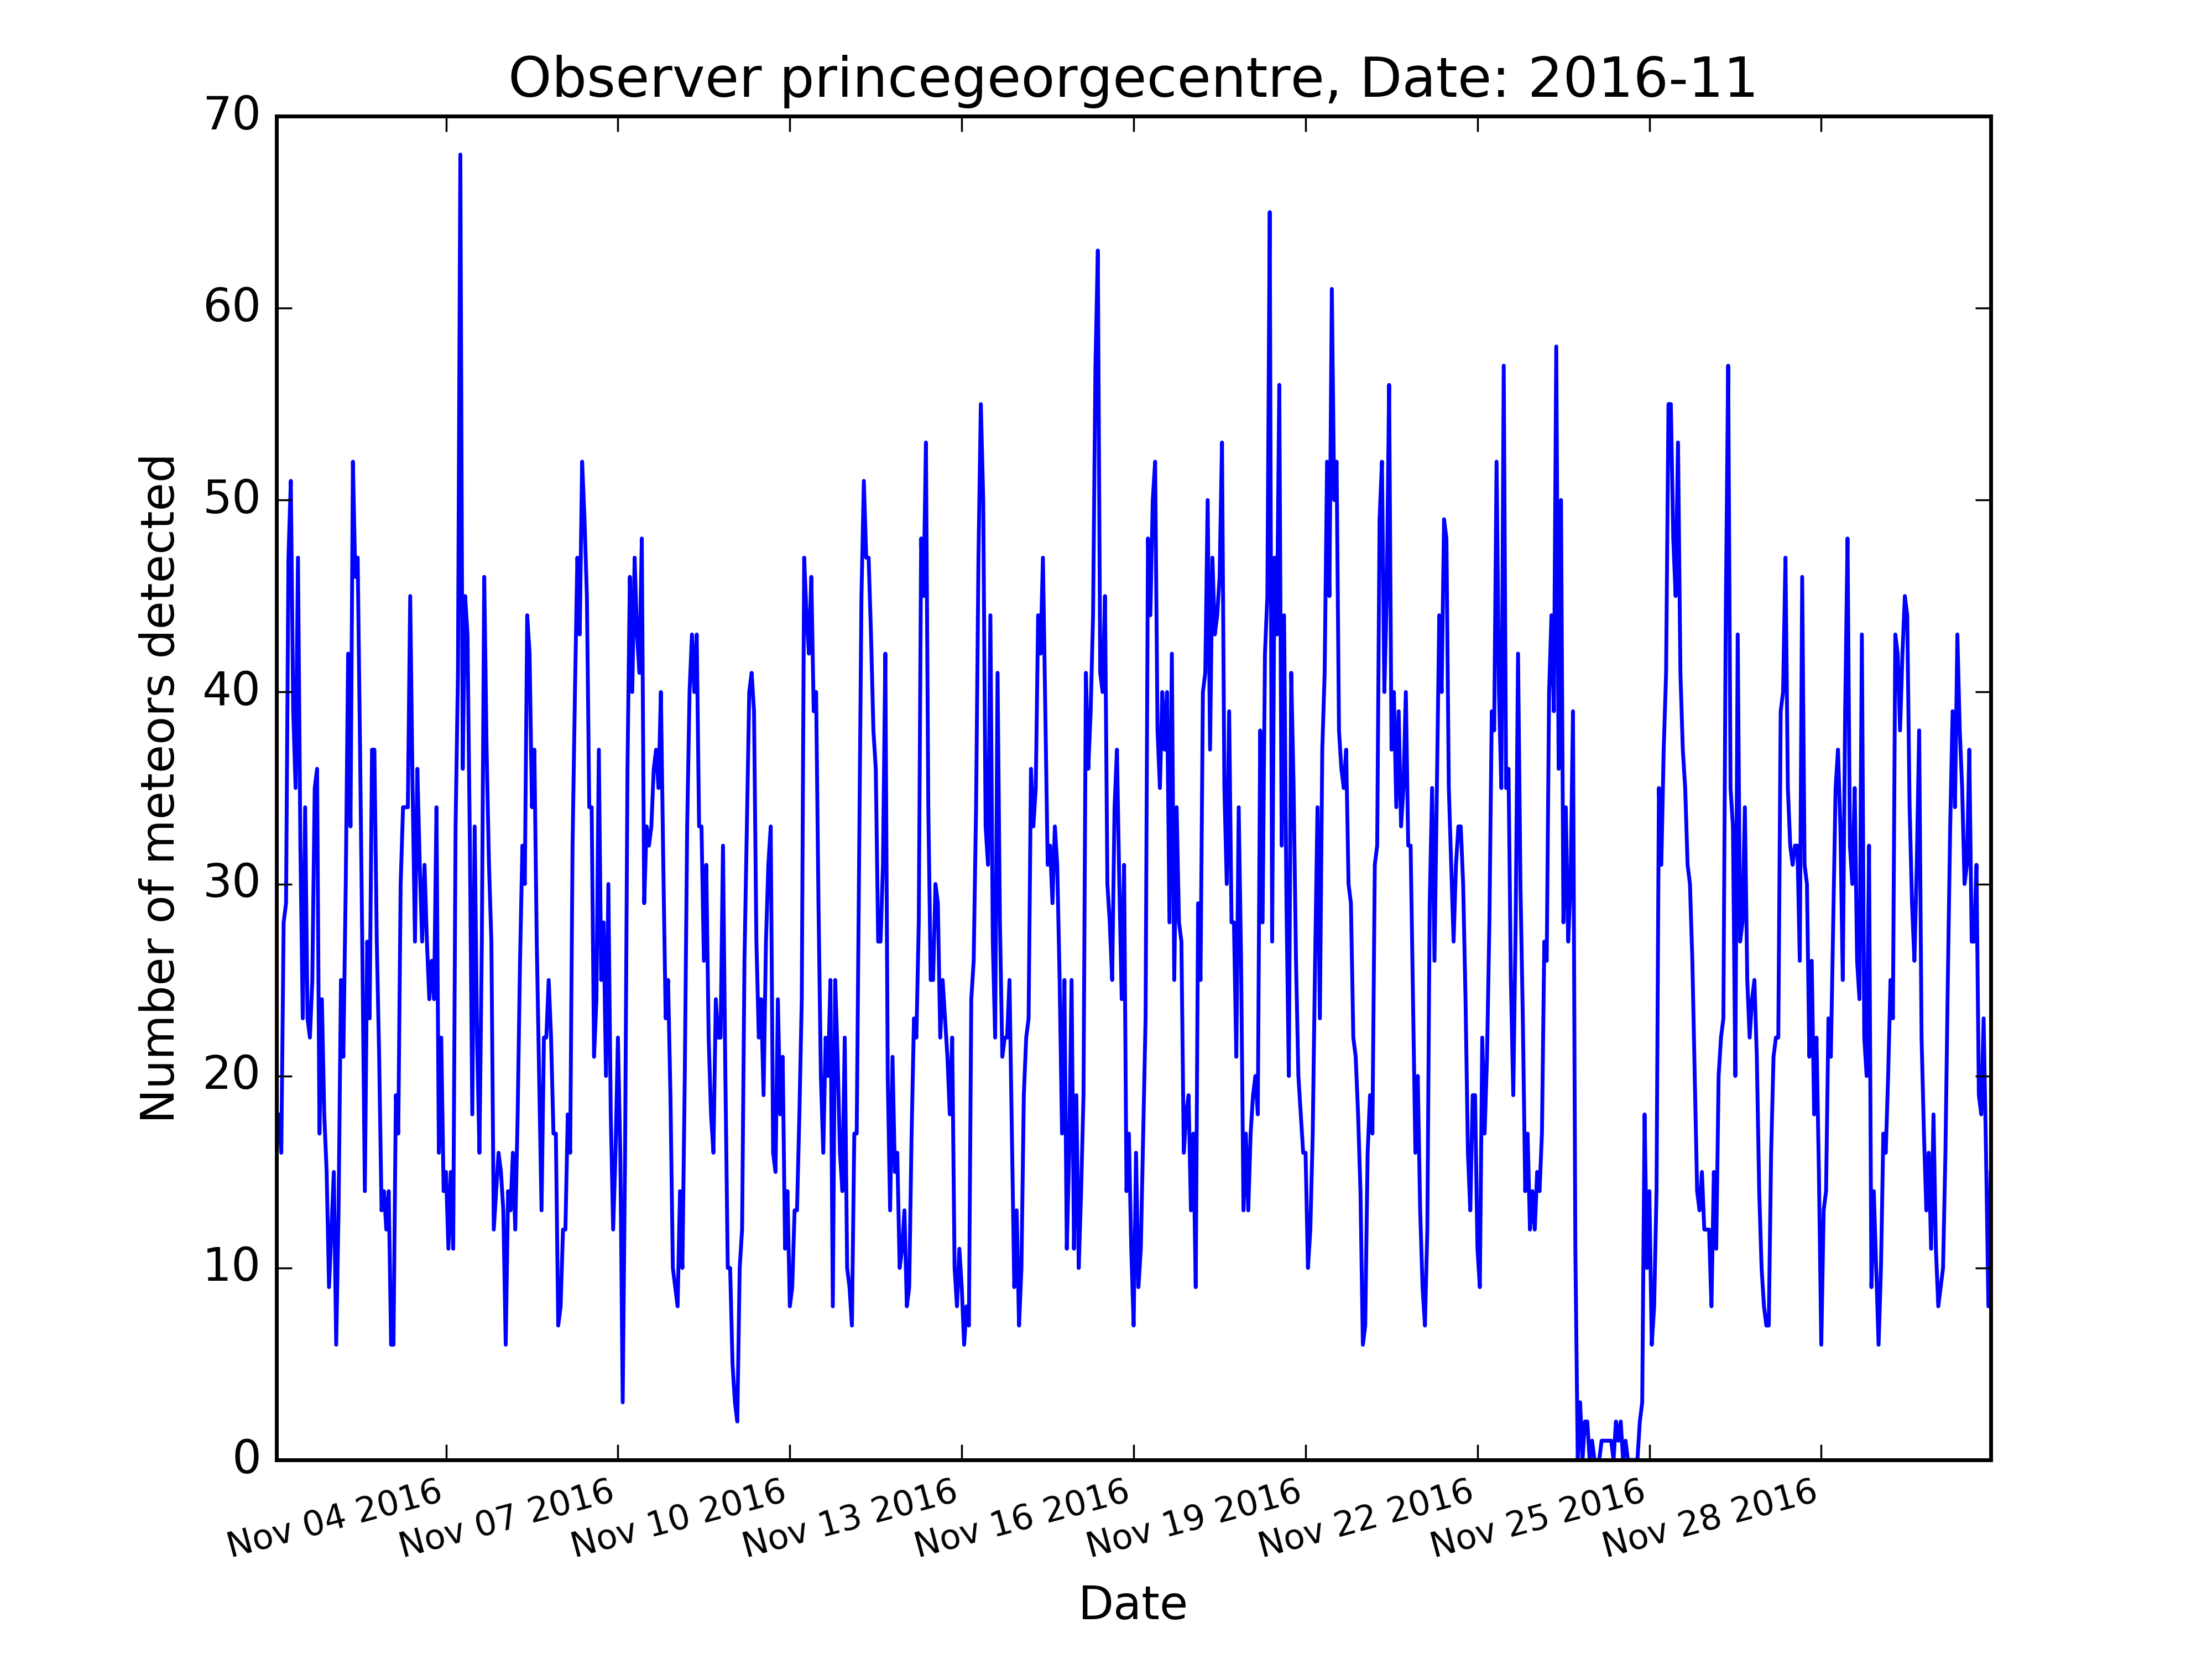 Observer princegeorgecentre, Date: 2016-11
70
60
50
40
30
20
10
0
Number of meteors detected
Nov 04 2016
Nov 07 2016
Nov 10 2016
Nov 13 2016
Nov 16 2016
Nov 19 2016
Nov 22 2016
Nov 25 2016
Nov 28 2016
Date